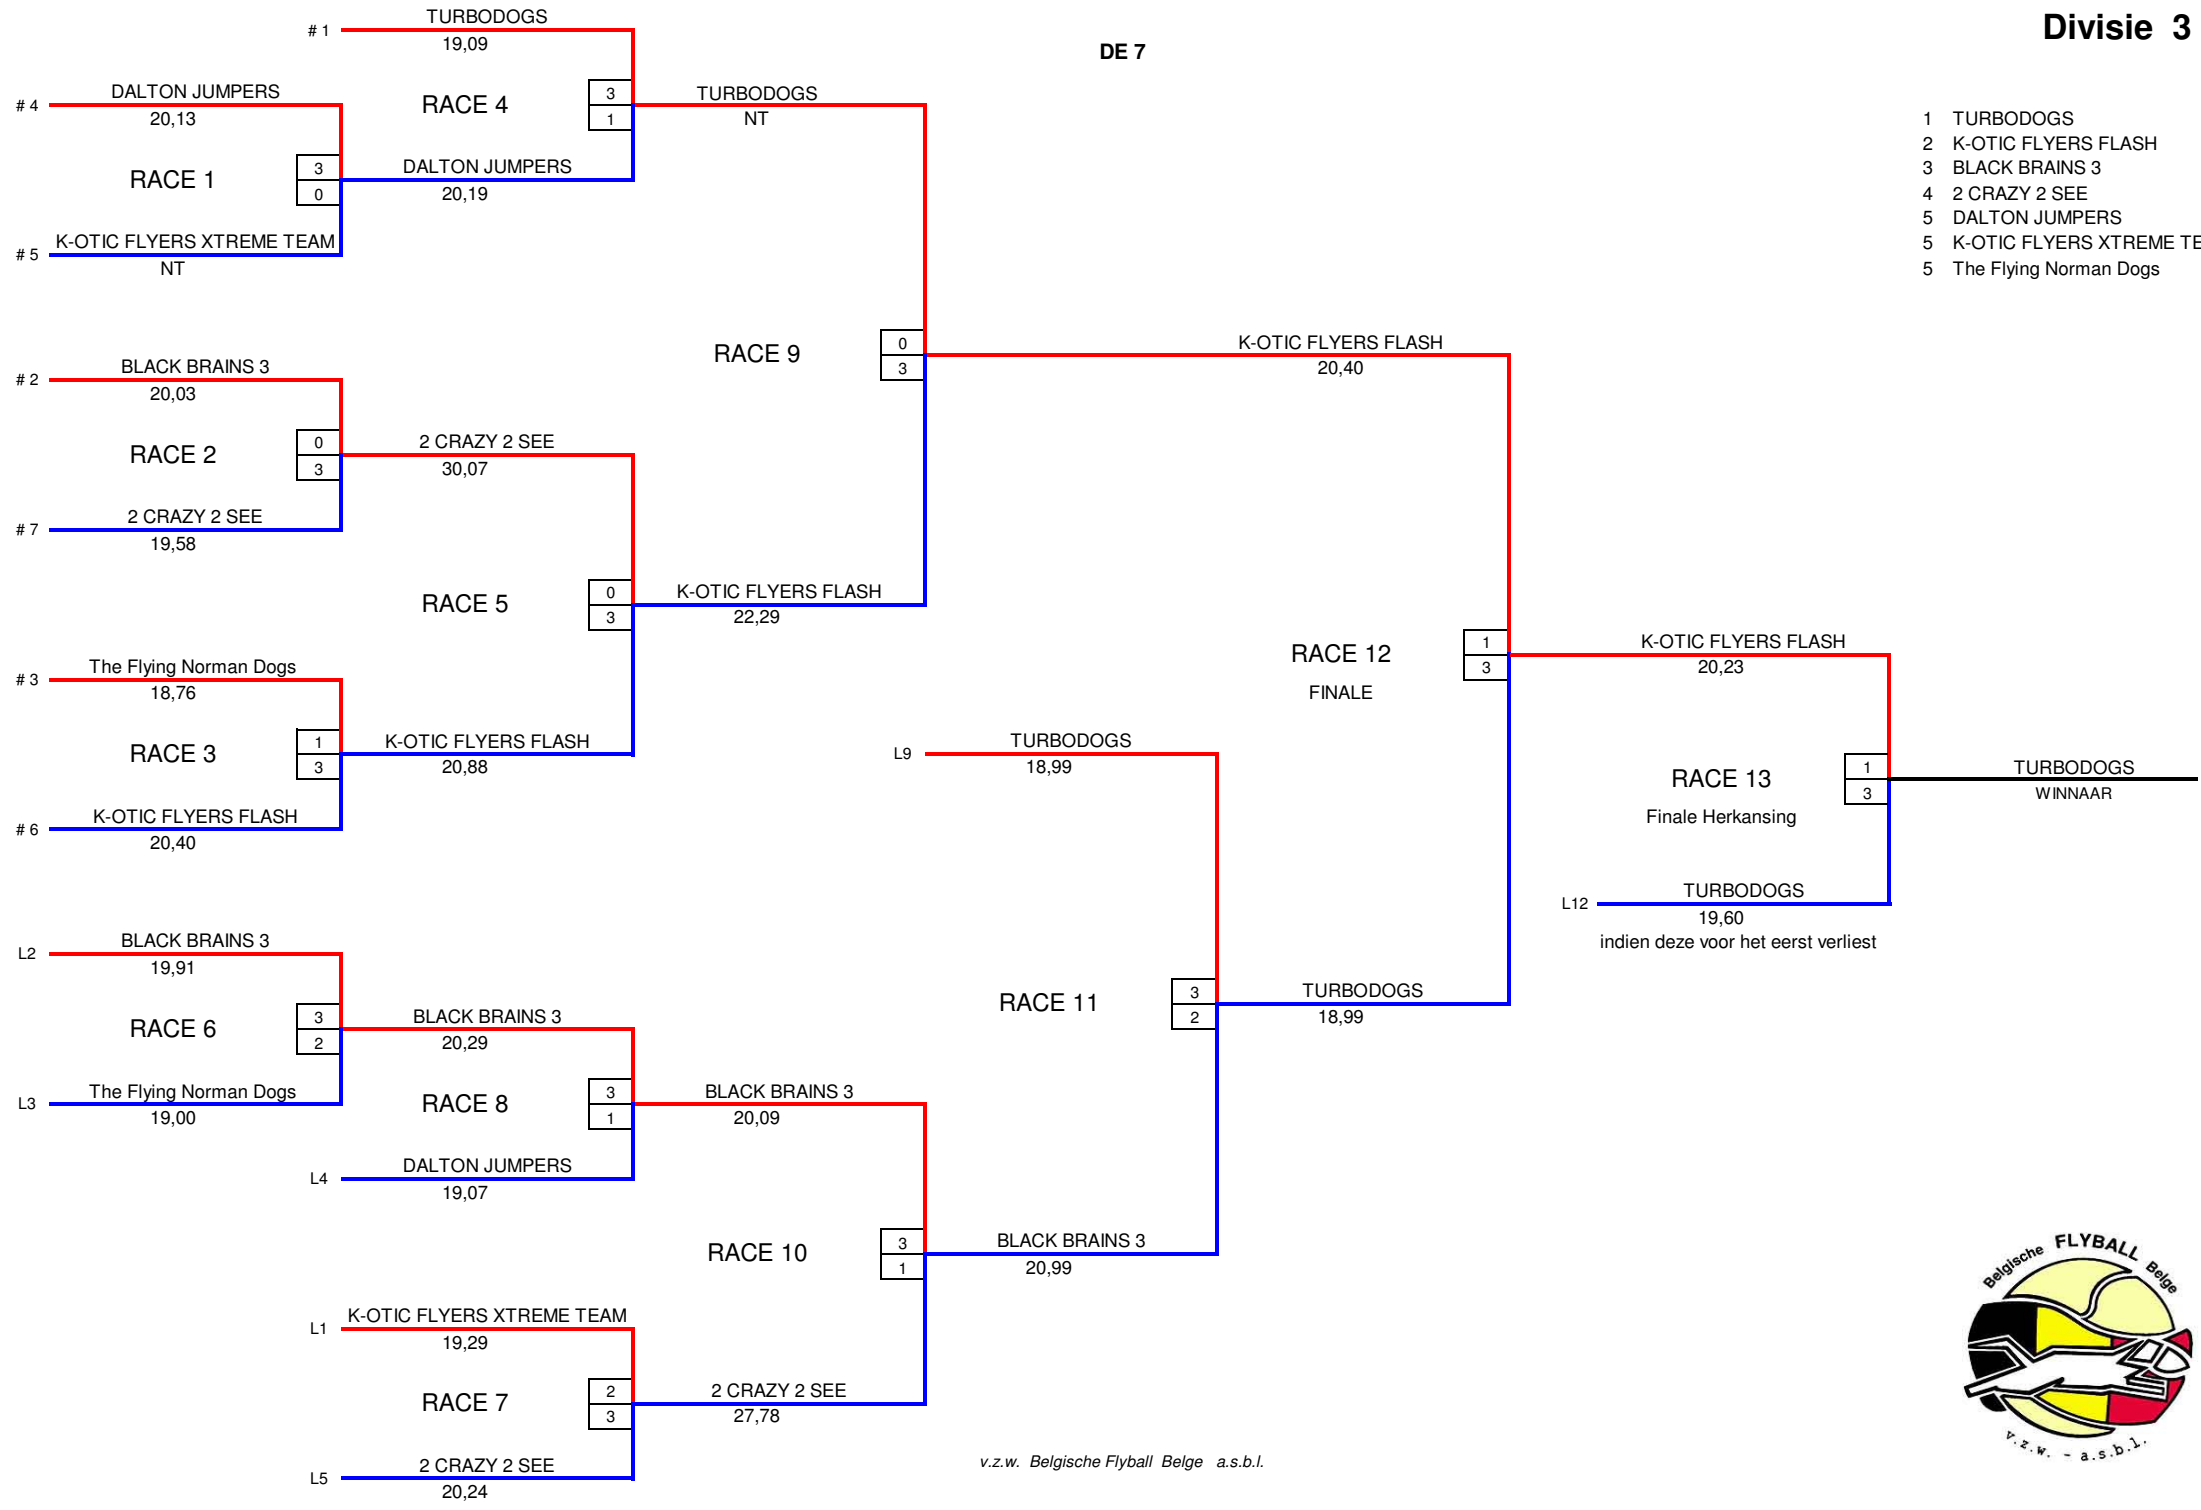 Divisie 3
DE 7
1 TURBODOGS
2 K-OTIC FLYERS FLASH
3 BLACK BRAINS 3
4 2 CRAZY 2 SEE
5 DALTON JUMPERS
5 K-OTIC FLYERS XTREME TE
5 The Flying Norman Dogs
# 1
TURBODOGS
19,09
# 4
DALTON JUMPERS
20,13
RACE 1
3
0
# 5
K-OTIC FLYERS XTREME TEAM
NT
RACE 4
3
1
DALTON JUMPERS
20,19
TURBODOGS
NT
# 2
BLACK BRAINS 3
20,03
RACE 2
0
3
# 7
2 CRAZY 2 SEE
19,58
2 CRAZY 2 SEE
30,07
RACE 5
0
3
RACE 9
0
3
K-OTIC FLYERS FLASH
20,40
K-OTIC FLYERS FLASH
22,29
# 3
The Flying Norman Dogs
18,76
RACE 3
1
3
# 6
K-OTIC FLYERS FLASH
20,40
K-OTIC FLYERS FLASH
20,88
RACE 12
FINALE
1
3
K-OTIC FLYERS FLASH
20,23
L9
TURBODOGS
18,99
RACE 13
Finale Herkansing
1
3
TURBODOGS
WINNAAR
L12
TURBODOGS
19,60
indien deze voor het eerst verliest
L2
BLACK BRAINS 3
19,91
RACE 6
3
2
L3
The Flying Norman Dogs
19,00
BLACK BRAINS 3
20,29
RACE 8
3
1
L4
DALTON JUMPERS
19,07
BLACK BRAINS 3
20,09
RACE 11
3
2
TURBODOGS
18,99
RACE 10
3
1
BLACK BRAINS 3
20,99
L1
K-OTIC FLYERS XTREME TEAM
19,29
RACE 7
2
3
L5
2 CRAZY 2 SEE
20,24
2 CRAZY 2 SEE
27,78
v.z.w. Belgische Flyball Belge a.s.b.l.
Belgische FLYBALL Belge
v.z.w. - a.s.b.l.